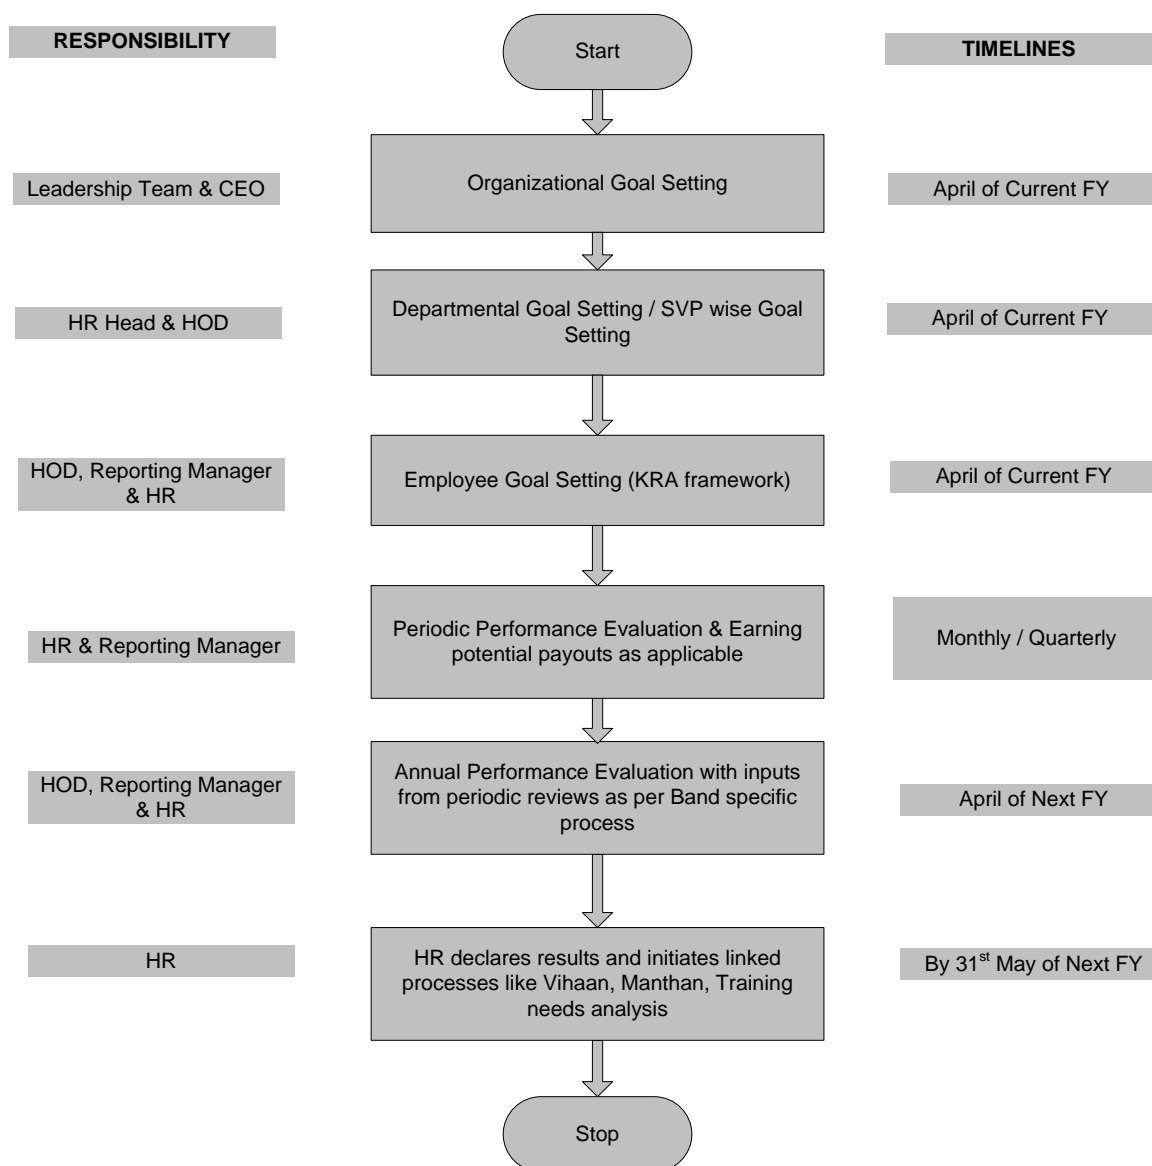 RESPONSIBILITY
Start
TIMELINES
Leadership Team & CEO
Organizational Goal Setting
April of Current FY
HR Head & HOD
Departmental Goal Setting / SVP wise Goal
Setting
April of Current FY
HOD, Reporting Manager
& HR
Employee Goal Setting (KRA framework)
April of Current FY
HR & Reporting Manager
Periodic Performance Evaluation & Earning
potential payouts as applicable
Monthly / Quarterly
HOD, Reporting Manager
& HR
Annual Performance Evaluation with inputs
from periodic reviews as per Band specific
process
April of Next FY
HR
HR declares results and initiates linked
processes like Vihaan, Manthan, Training
needs analysis
By 31st May of Next FY
Stop